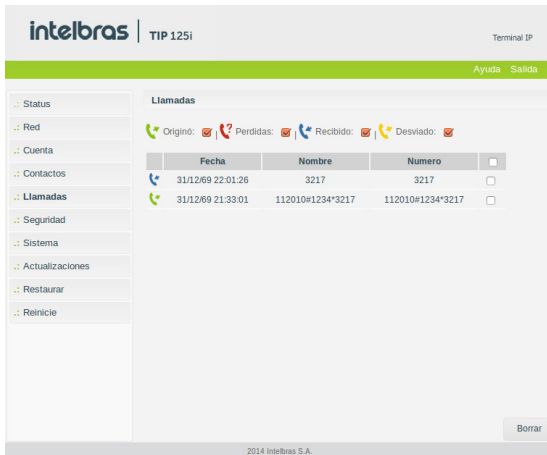 intelbras TIP 125i
Terminal IP
Ayuda Salida
.: Status
.: Red
.: Cuenta
.: Contactos
.: Llamadas
.: Seguridad
.: Sistema
.: Actualizaciones
.: Restaurar
.: Reinicie
Llamadas
Originó: | Perdidas: | Recibido: | Desviado:
Fecha Nombre Numero
31/12/69 22:01:26 3217 3217
31/12/69 21:33:01 112010#1234*3217 112010#1234*3217
Borrar
2014 Intelbras S.A.